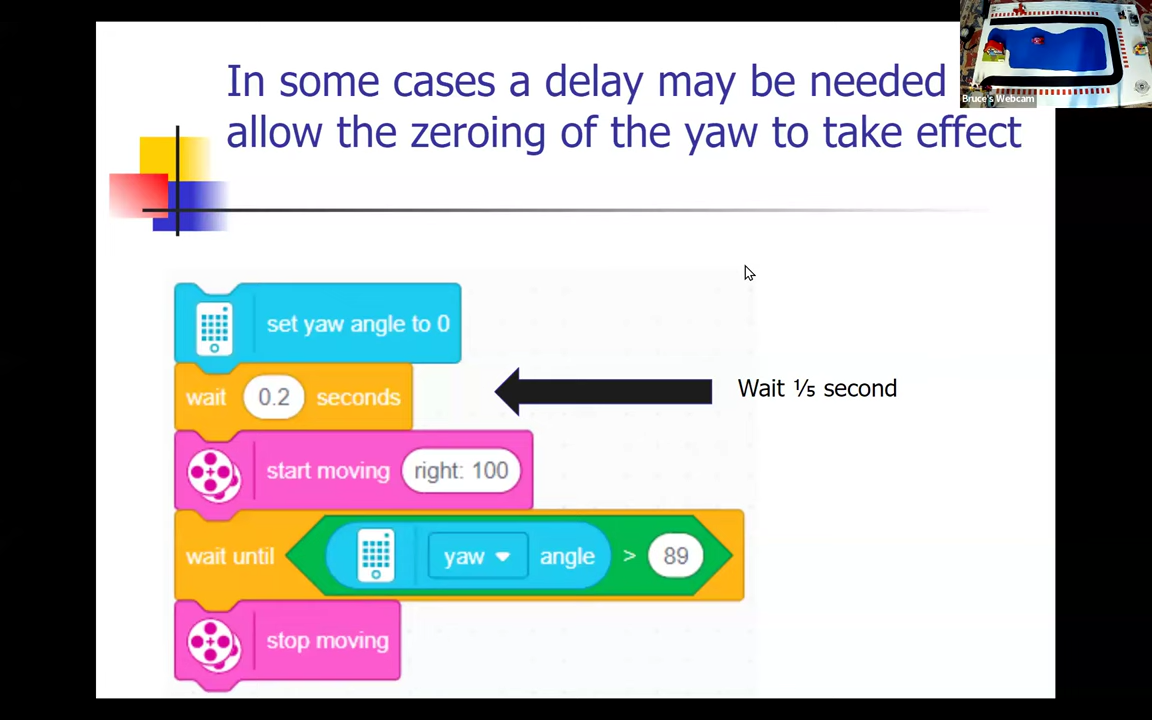 In some cases a delay may be needed
allow the zeroing of the yaw to take effect
Bruce's Webcam
set yaw angle to 0
wait 0.2 seconds
Wait ⅕ second
start moving right: 100
wait until yaw angle > 89
stop moving